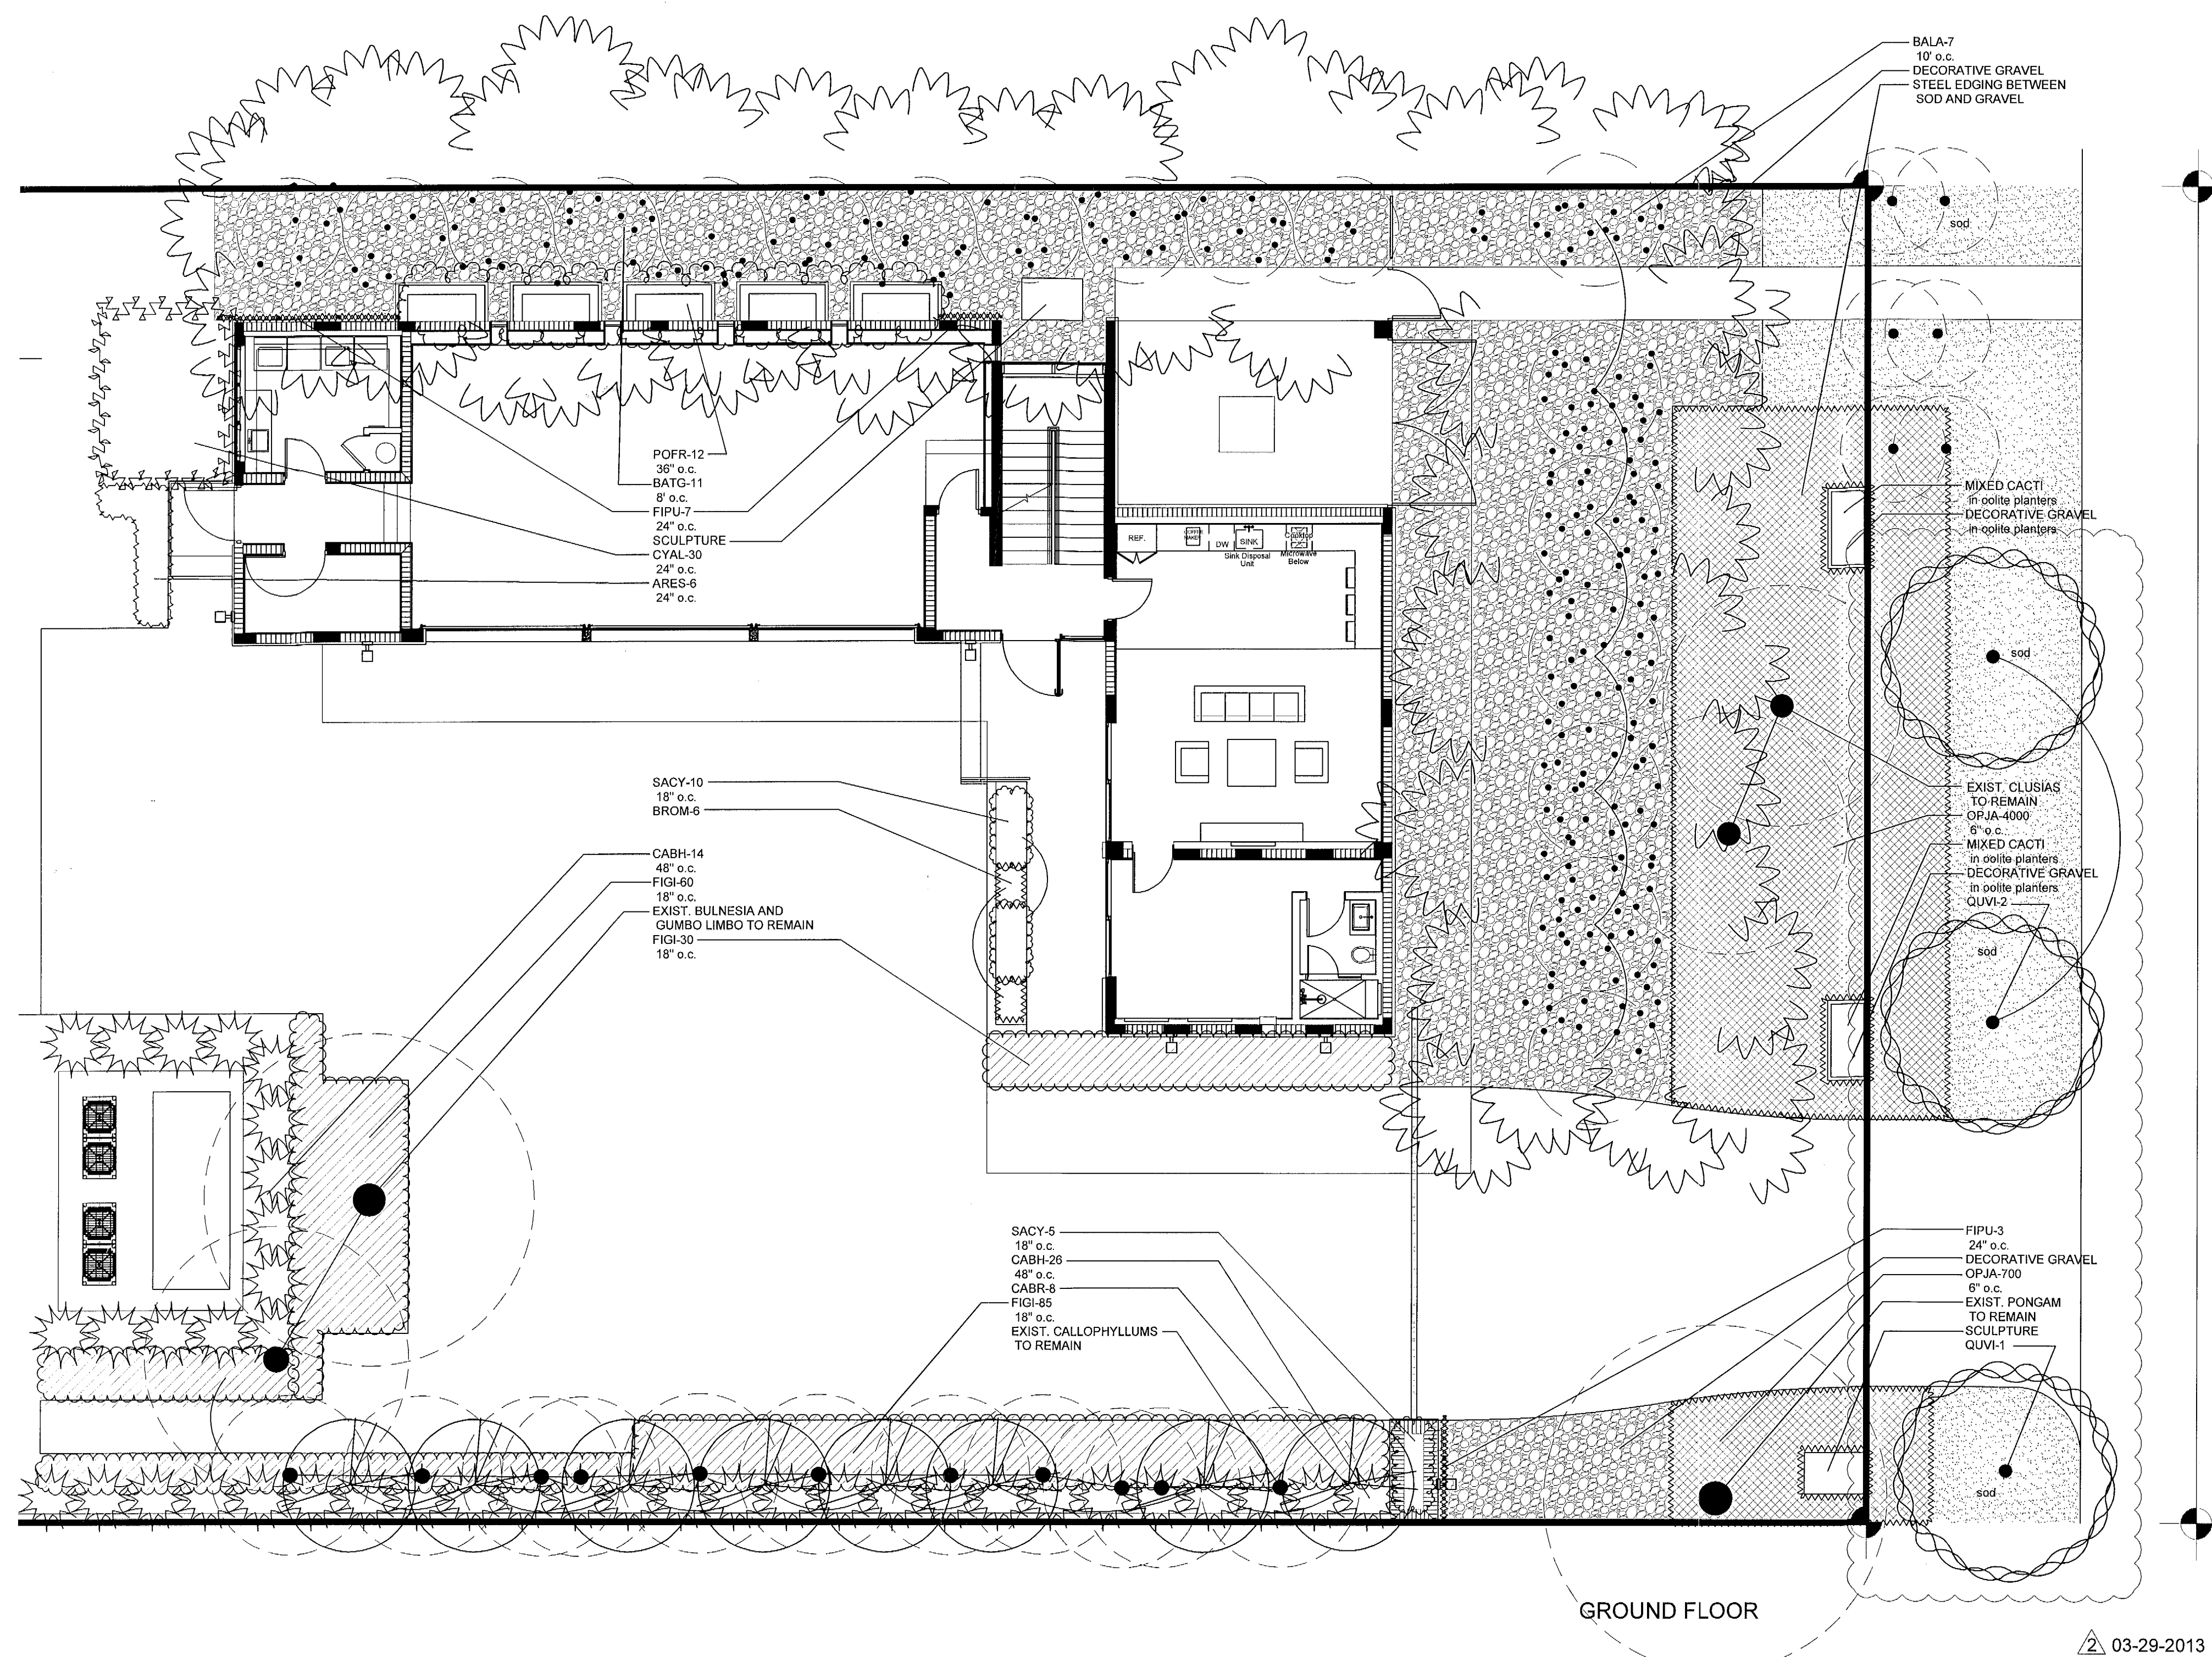 BALA-7
10' o.c.
DECORATIVE GRAVEL
STEEL EDGING BETWEEN
SOD AND GRAVEL
sod
POFR-12
36" o.c.
BATG-11
8' o.c.
FIPU-7
24" o.c.
SCULPTURE
CYAL-30
24" o.c.
ARES-6
24" o.c.
REF.
COFFEE
MAKER
DW
SINK
Sink Disposal
Unit
Cooktop
Microwave
Below
MIXED CACTI
in oolite planters
DECORATIVE GRAVEL
in oolite planters
sod
SACY-10
18" o.c.
BROM-6
CABH-14
48" o.c.
FIGI-60
18" o.c.
EXIST. BULNESIA AND
GUMBO LIMBO TO REMAIN
FIGI-30
18" o.c.
EXIST. CLUSIAS
TO REMAIN
OPJA-4000
6" o.c.
MIXED CACTI
in oolite planters
DECORATIVE GRAVEL
in oolite planters
QUVI-2
sod
SACY-5
18" o.c.
CABH-26
48" o.c.
CABR-8
FIGI-85
18" o.c.
EXIST. CALLOPHYLLUMS
TO REMAIN
FIPU-3
24" o.c.
DECORATIVE GRAVEL
OPJA-700
6" o.c.
EXIST. PONGAM
TO REMAIN
SCULPTURE
QUVI-1
sod
GROUND FLOOR
2 03-29-2013